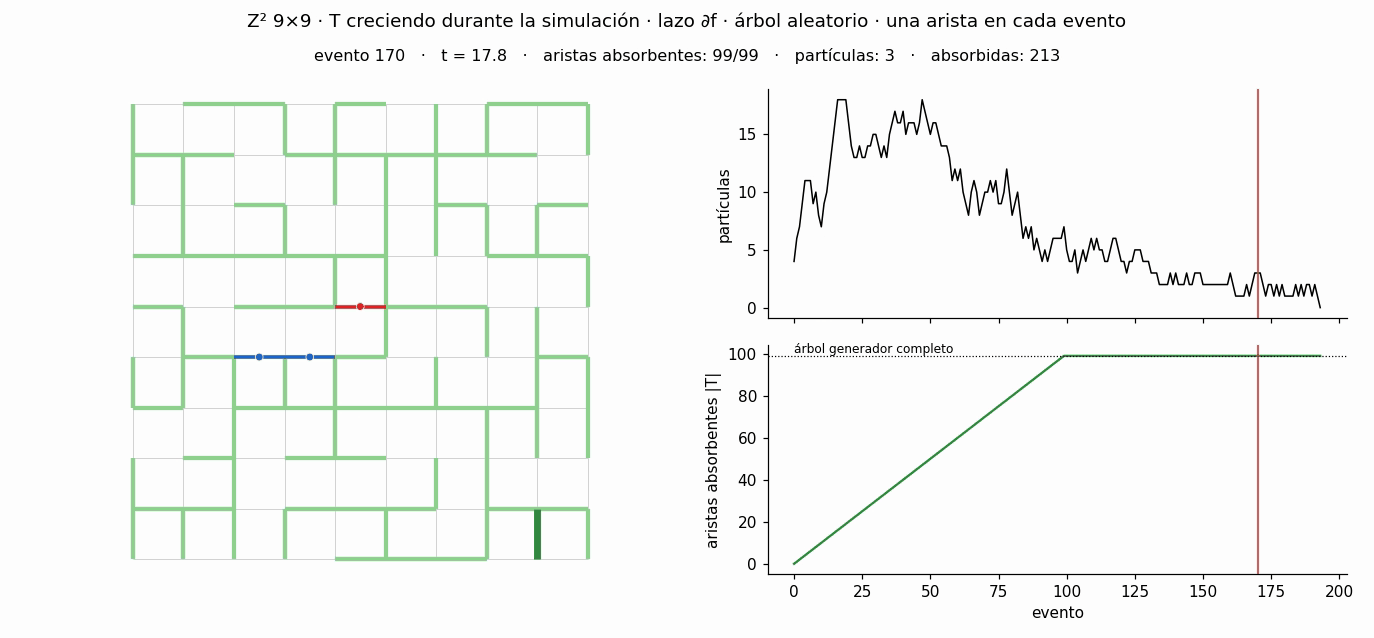 Z² 9×9 · T creciendo durante la simulación · lazo ∂f · árbol aleatorio · una arista en cada evento
evento 170 · t = 17.8 · aristas absorbentes: 99/99 · partículas: 3 · absorbidas: 213
15
10
5
0
partículas
árbol generador completo
100
80
60
40
20
0
aristas absorbentes |T|
0 25 50 75 100 125 150 175 200
evento